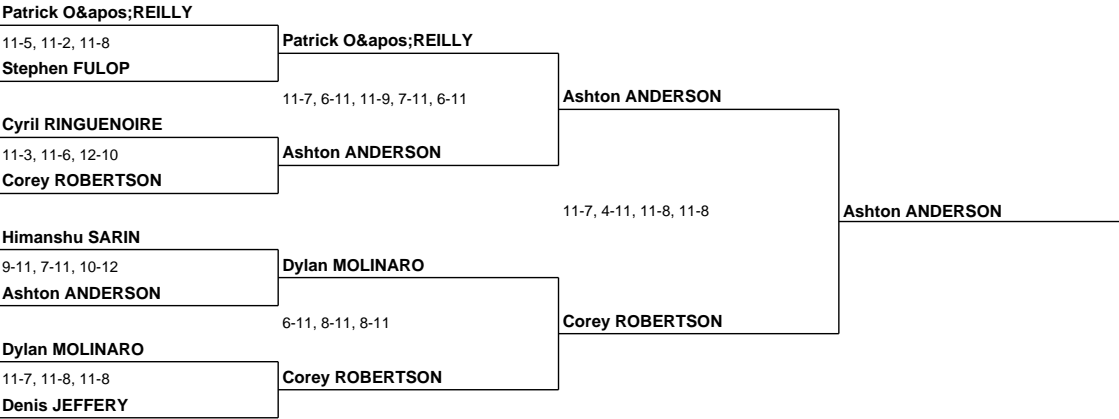 Patrick O&apos;REILLY
11-5, 11-2, 11-8
Stephen FULOP
Cyril RINGUENOIRE
11-3, 11-6, 12-10
Corey ROBERTSON
Himanshu SARIN
9-11, 7-11, 10-12
Ashton ANDERSON
Dylan MOLINARO
11-7, 11-8, 11-8
Denis JEFFERY
Patrick O&apos;REILLY
11-7, 6-11, 11-9, 7-11, 6-11
Ashton ANDERSON
Dylan MOLINARO
6-11, 8-11, 8-11
Corey ROBERTSON
Ashton ANDERSON
11-7, 4-11, 11-8, 11-8
Corey ROBERTSON
Ashton ANDERSON